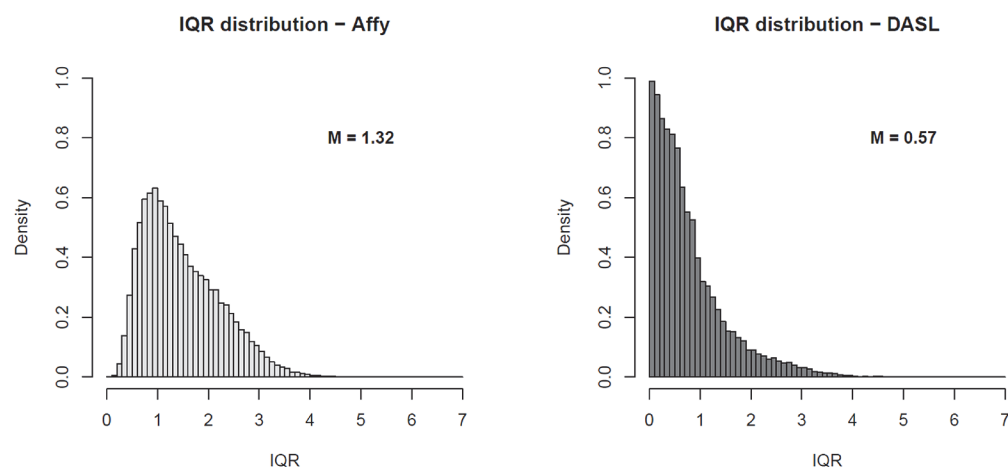 IQR distribution – Affy
1.0
0.8
0.6
0.4
0.2
0.0
Density
M = 1.32
0 1 2 3 4 5 6 7
IQR
IQR distribution – DASL
1.0
0.8
0.6
0.4
0.2
0.0
Density
M = 0.57
0 1 2 3 4 5 6 7
IQR